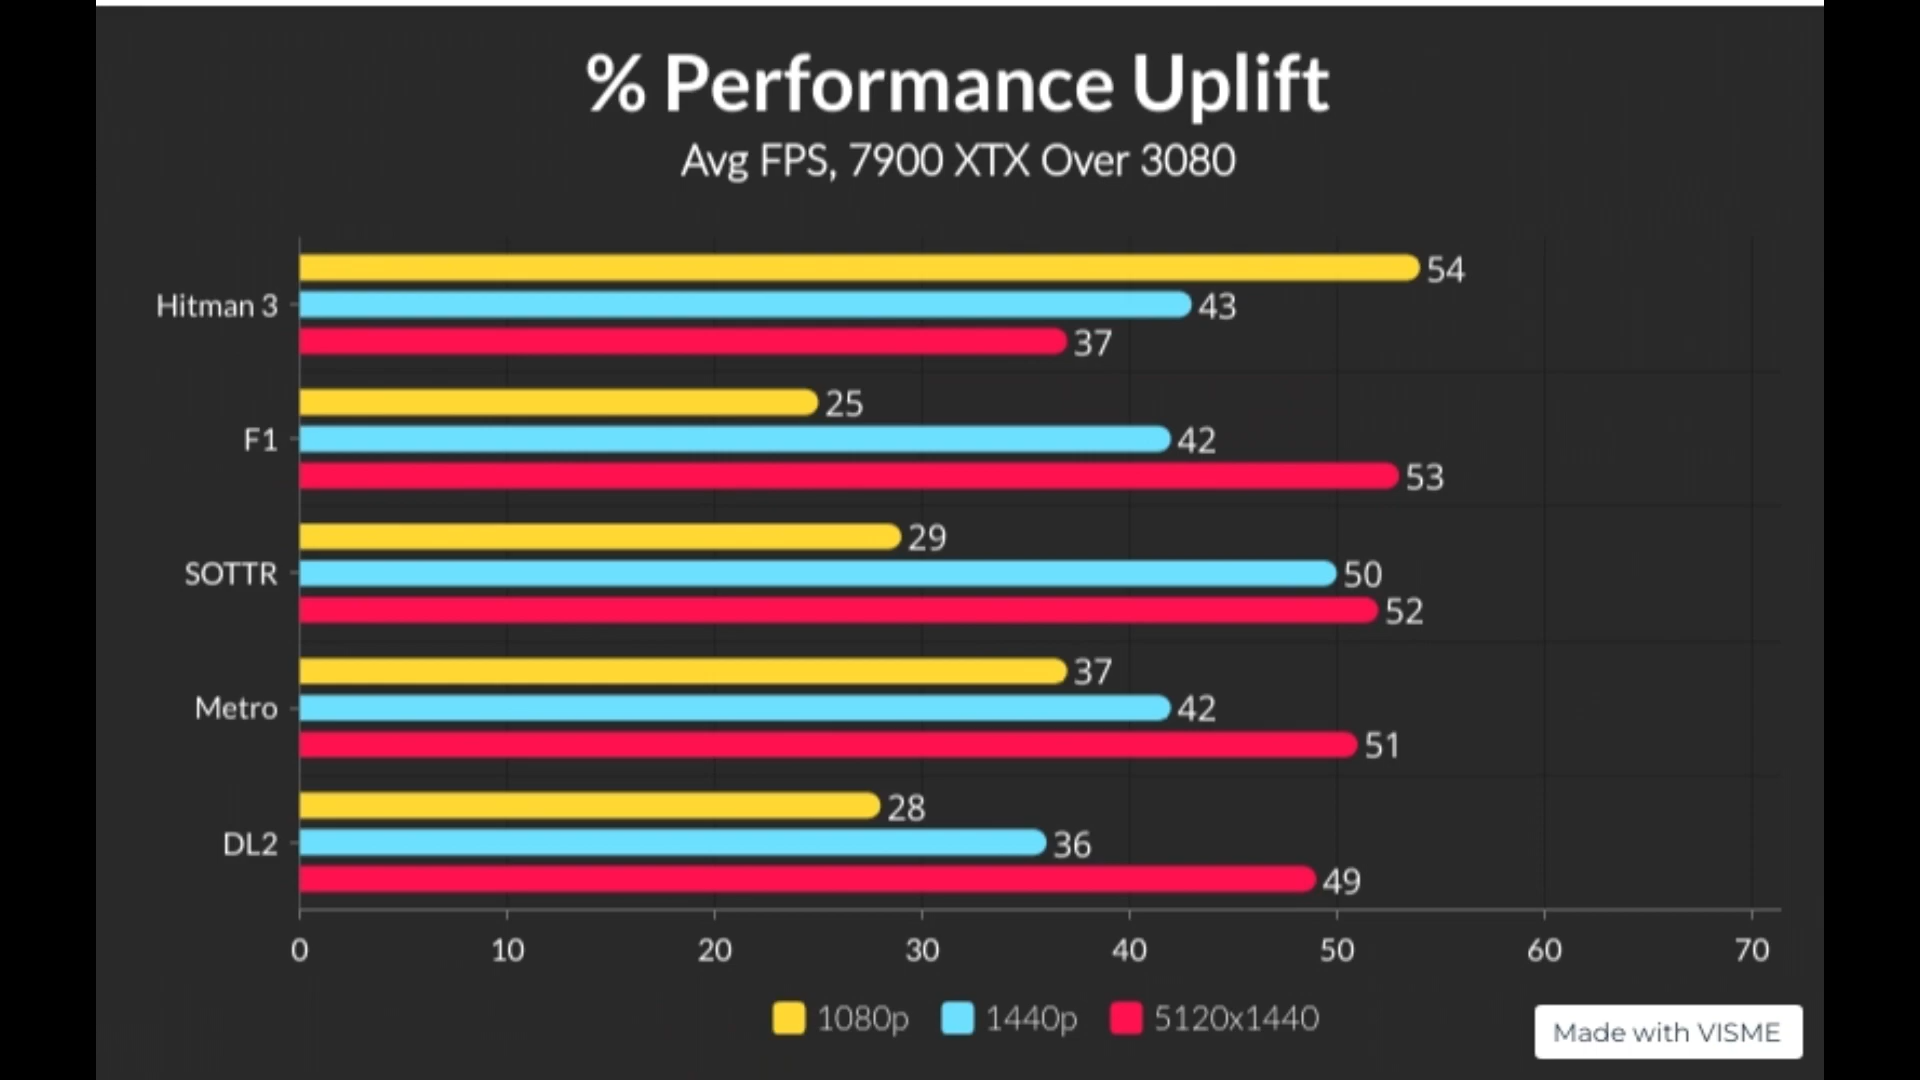 % Performance Uplift
Avg FPS, 7900 XTX Over 3080
54
Hitman 3 43
37
25
F1 42
53
29
SOTTR 50
52
37
Metro 42
51
28
DL2 36
49
0 10 20 30 40 50 60 70
1080p 1440p 5120x1440
Made with VISME